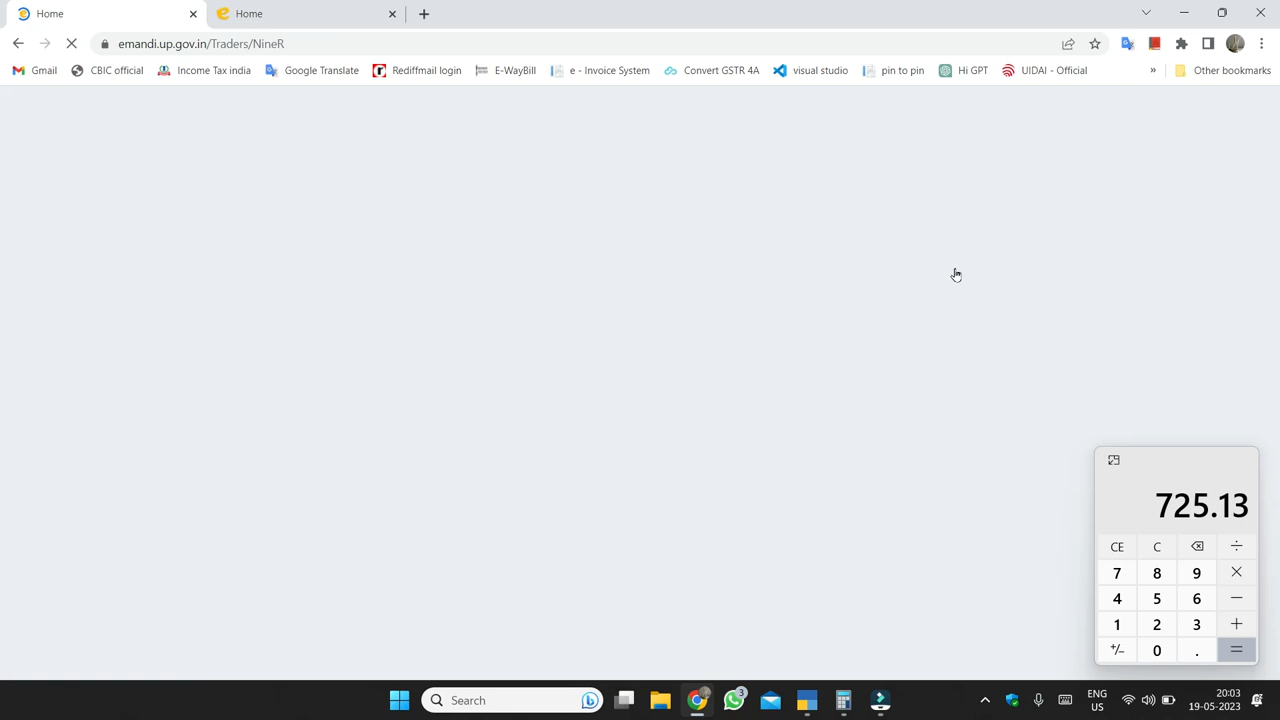 Home
Home
emandi.up.gov.in/Traders/NineR
Gmail
CBIC official
Income Tax india
Google Translate
Rediffmail login
E-WayBill
e - Invoice System
Convert GSTR 4A
visual studio
pin to pin
Hi GPT
UIDAI - Official
»
Other bookmarks
725.13
CE C ÷
7 8 9 ×
4 5 6 −
1 2 3 +
+/− 0 . =
Search
3
ENG
US
20:03
19-05-2023